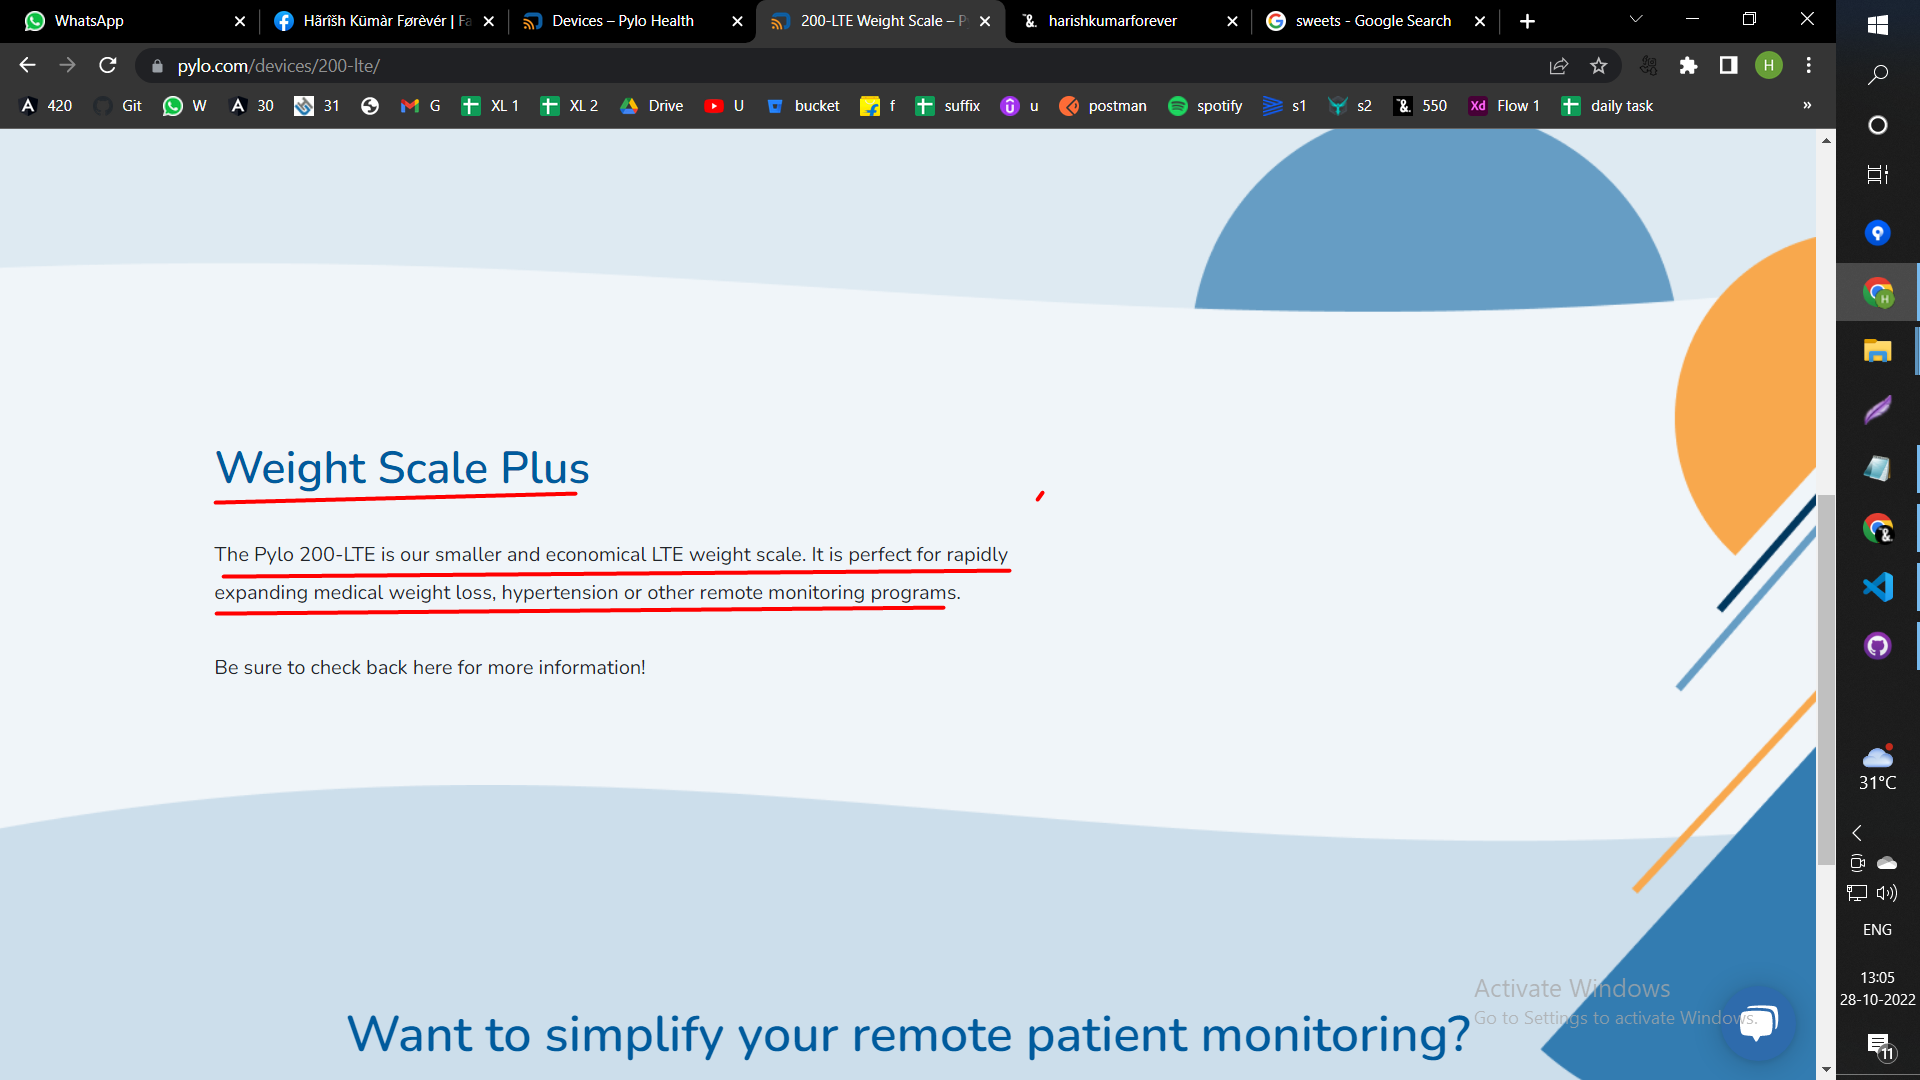 WhatsApp
Hãrîšh Kūmàr Førèvér | Fa
Devices – Pylo Health
200-LTE Weight Scale – P
harishkumarforever
sweets - Google Search
pylo.com/devices/200-lte/
H
420
Git
W
30
31
G
XL 1
XL 2
Drive
U
bucket
f
suffix
u
postman
spotify
s1
s2
550
Xd Flow 1
daily task
»
Weight Scale Plus
The Pylo 200-LTE is our smaller and economical LTE weight scale. It is perfect for rapidly
expanding medical weight loss, hypertension or other remote monitoring programs.
Be sure to check back here for more information!
Want to simplify your remote patient monitoring?
Activate Windows
Go to Settings to activate Windows.
31°C
ENG
13:05
28-10-2022
11